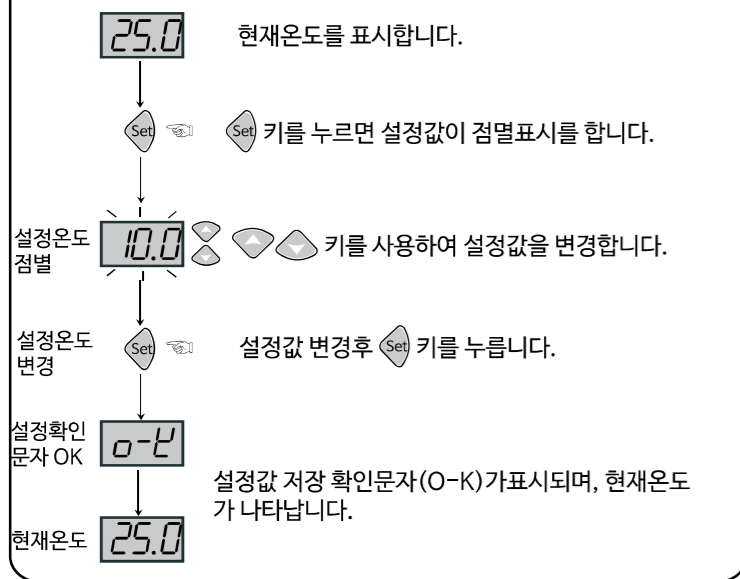 25.0 현재온도를 표시합니다.
Set Set 키를 누르면 설정값이 점멸표시를 합니다.
설정온도
점별
10.0 키를 사용하여 설정값을 변경합니다.
설정온도
변경
Set 설정값 변경후 Set 키를 누릅니다.
설정확인
문자 OK
o-K
설정값 저장 확인문자(O-K)가표시되며, 현재온도
가 나타납니다.
현재온도 25.0